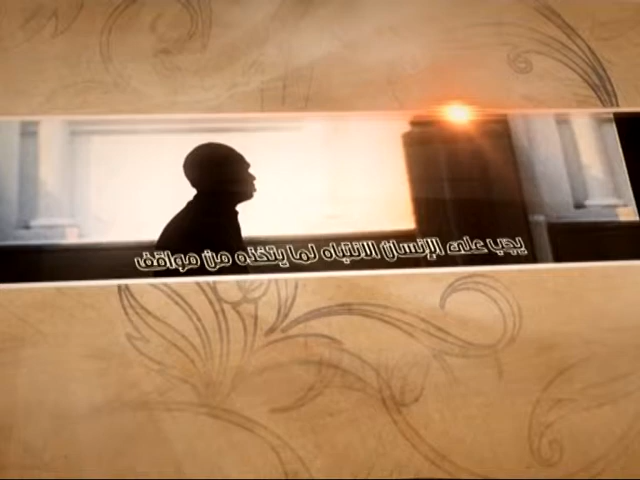 يجب على الإنسان الانتباه لما يتخذه من مواقف